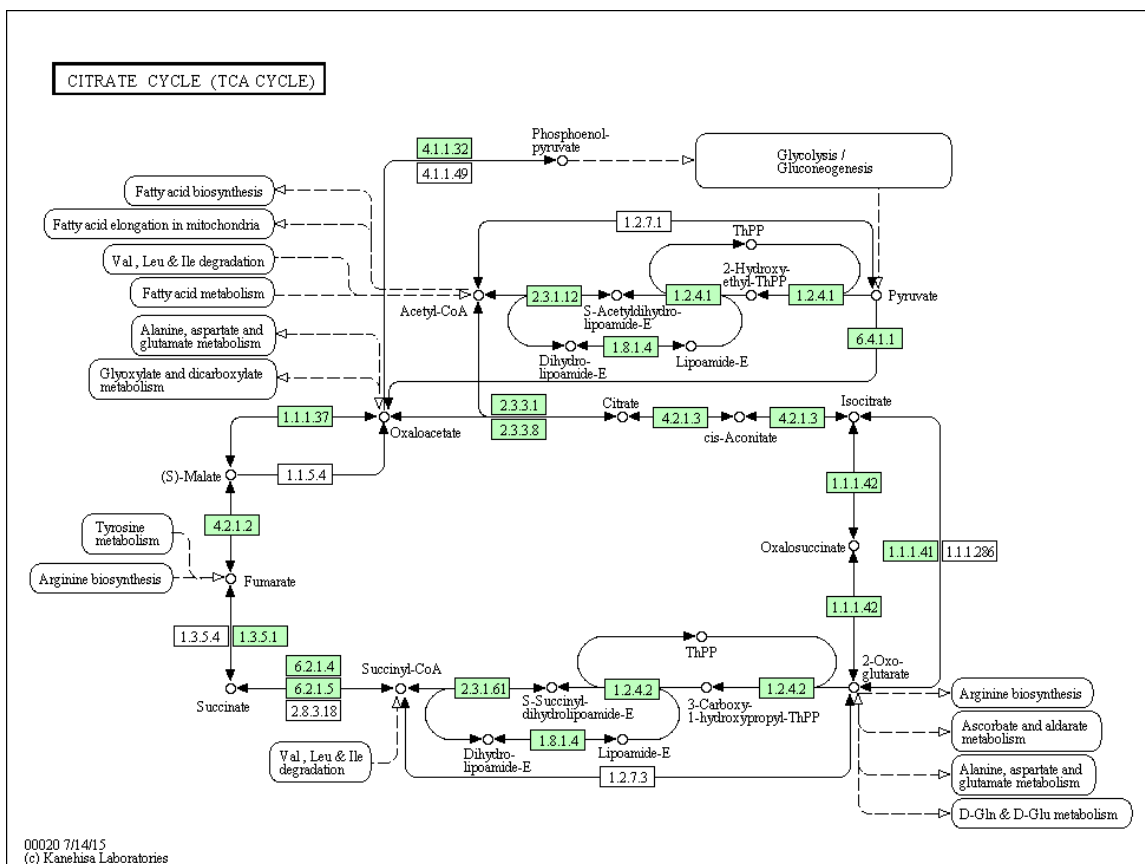 CITRATE CYCLE (TCA CYCLE)
Phosphoenol-
pyruvate
4.1.1.32
4.1.1.49
Glycolysis /
Gluconeogenesis
Fatty acid biosynthesis
Fatty acid elongation in mitochondria
Val, Leu & Ile degradation
Fatty acid metabolism
Alanine, aspartate and
glutamate metabolism
Glyoxylate and dicarboxylate
metabolism
1.2.7.1
ThPP
2-Hydroxy-
ethyl-ThPP
2.3.1.12
1.2.4.1
1.2.4.1
Acetyl-CoA
S-Acetyldihydro-
lipoamide-E
Pyruvate
1.8.1.4
Dihydro-
lipoamide-E
Lipoamide-E
6.4.1.1
1.1.1.37
Oxaloacetate
2.3.3.1
2.3.3.8
Citrate
4.2.1.3
cis-Aconitate
4.2.1.3
Isocitrate
(S)-Malate
1.1.5.4
1.1.1.42
4.2.1.2
Tyrosine
metabolism
Arginine biosynthesis
Fumarate
Oxalosuccinate
1.1.1.41
1.1.1.286
1.1.1.42
1.3.5.4
1.3.5.1
ThPP
6.2.1.4
6.2.1.5
2.8.3.18
Succinate
Succinyl-CoA
2.3.1.61
S-Succinyl-
dihydrolipoamide-E
1.2.4.2
3-Carboxy-
1-hydroxypropyl-ThPP
1.2.4.2
2-Oxo-
glutarate
1.8.1.4
Dihydro-
lipoamide-E
Lipoamide-E
Val, Leu & Ile
degradation
1.2.7.3
Arginine biosynthesis
Ascorbate and aldarate
metabolism
Alanine, aspartate and
glutamate metabolism
D-Gln & D-Glu metabolism
00020 7/14/15
(c) Kanehisa Laboratories